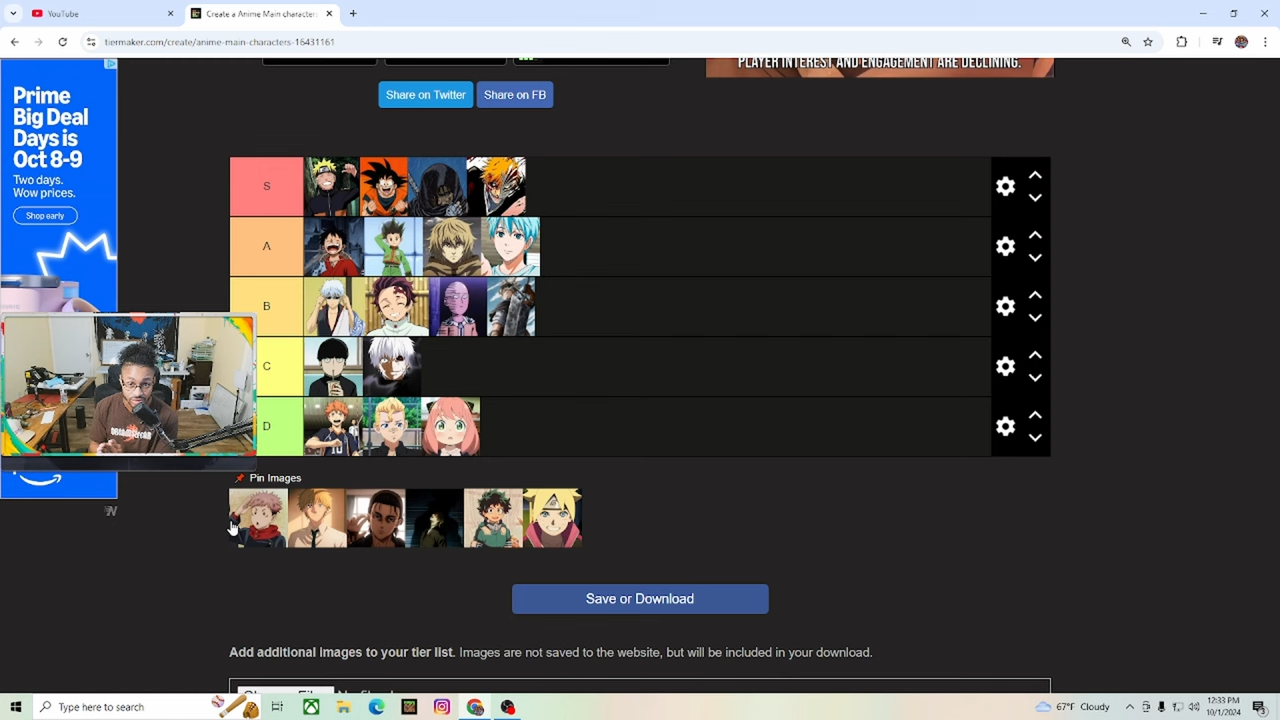 YouTube
Create a Anime Main character
tiermaker.com/create/anime-main-characters-16431161
PLAYER INTEREST AND ENGAGEMENT ARE DECLINING.
Prime
Big Deal
Days is
Oct 8-9
Two days.
Wow prices.
Shop early
Share on Twitter
Share on FB
S
A
B
C
D
Pin Images
Save or Download
Add additional images to your tier list. Images are not saved to the website, but will be included in your download.
Type here to search
67°F Cloudy
12:33 PM
10/1/2024